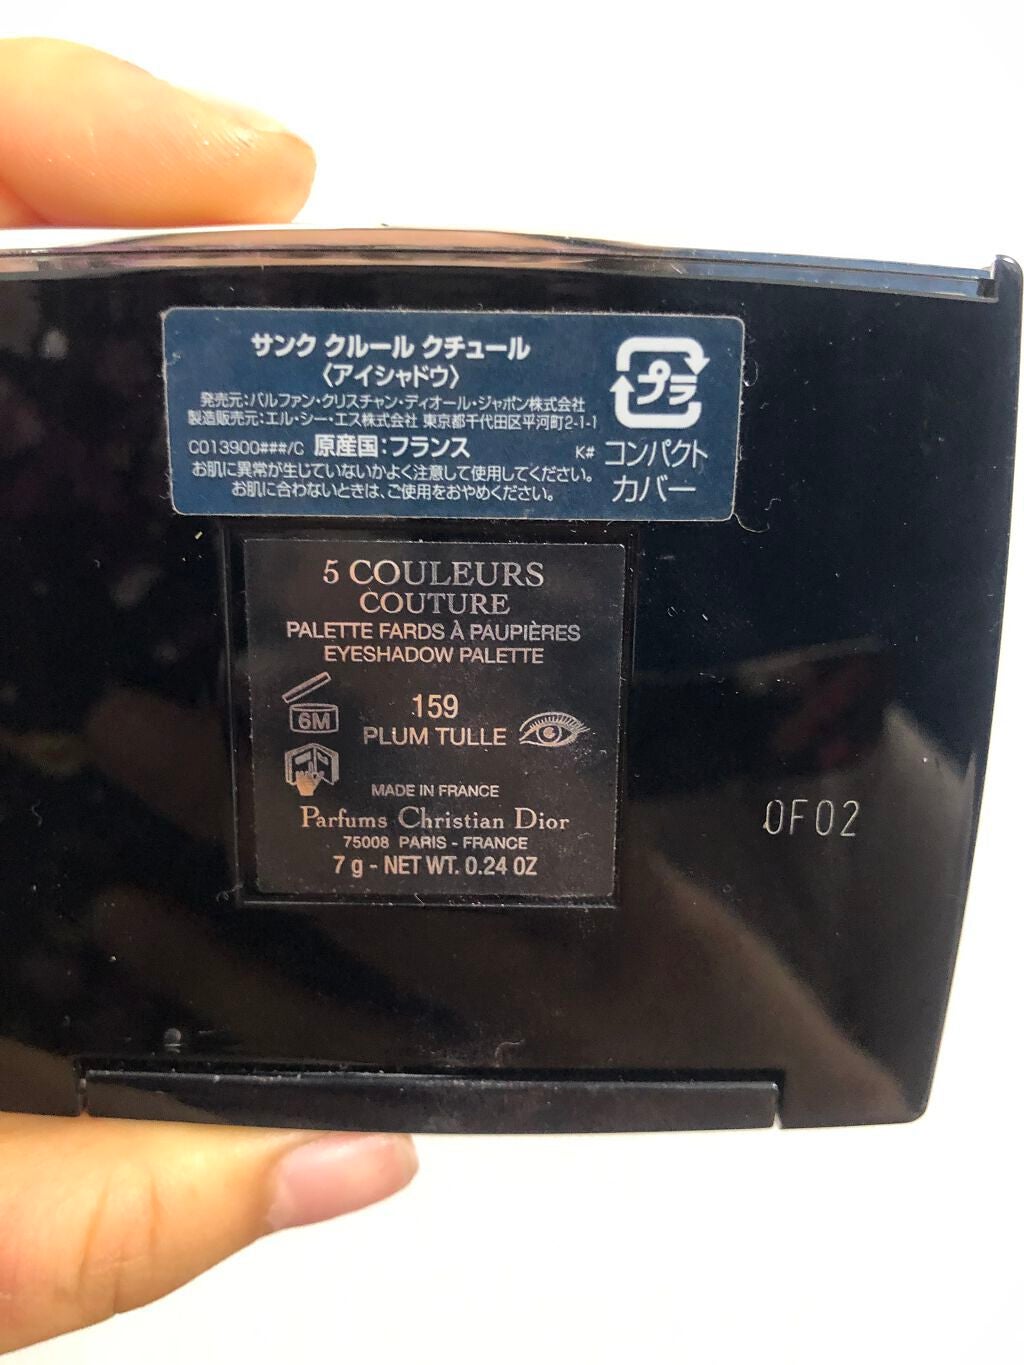 サンク クルール クチュール
〈アイシャドウ〉
発売元:パルファン・クリスチャン・ディオール・ジャポン株式会社
製造販売元:エル・シー・エス株式会社 東京都千代田区平河町2-1-1
C013900###/C 原産国:フランス K#
お肌に異常が生じていないかよく注意して使用してください。
お肌に合わないときは、ご使用をおやめください。
プラ
コンパクト
カバー
5 COULEURS
COUTURE
PALETTE FARDS À PAUPIÈRES
EYESHADOW PALETTE
6M
159
PLUM TULLE
MADE IN FRANCE
Parfums Christian Dior
75008 PARIS - FRANCE
7 g - NET WT. 0.24 OZ
0F02